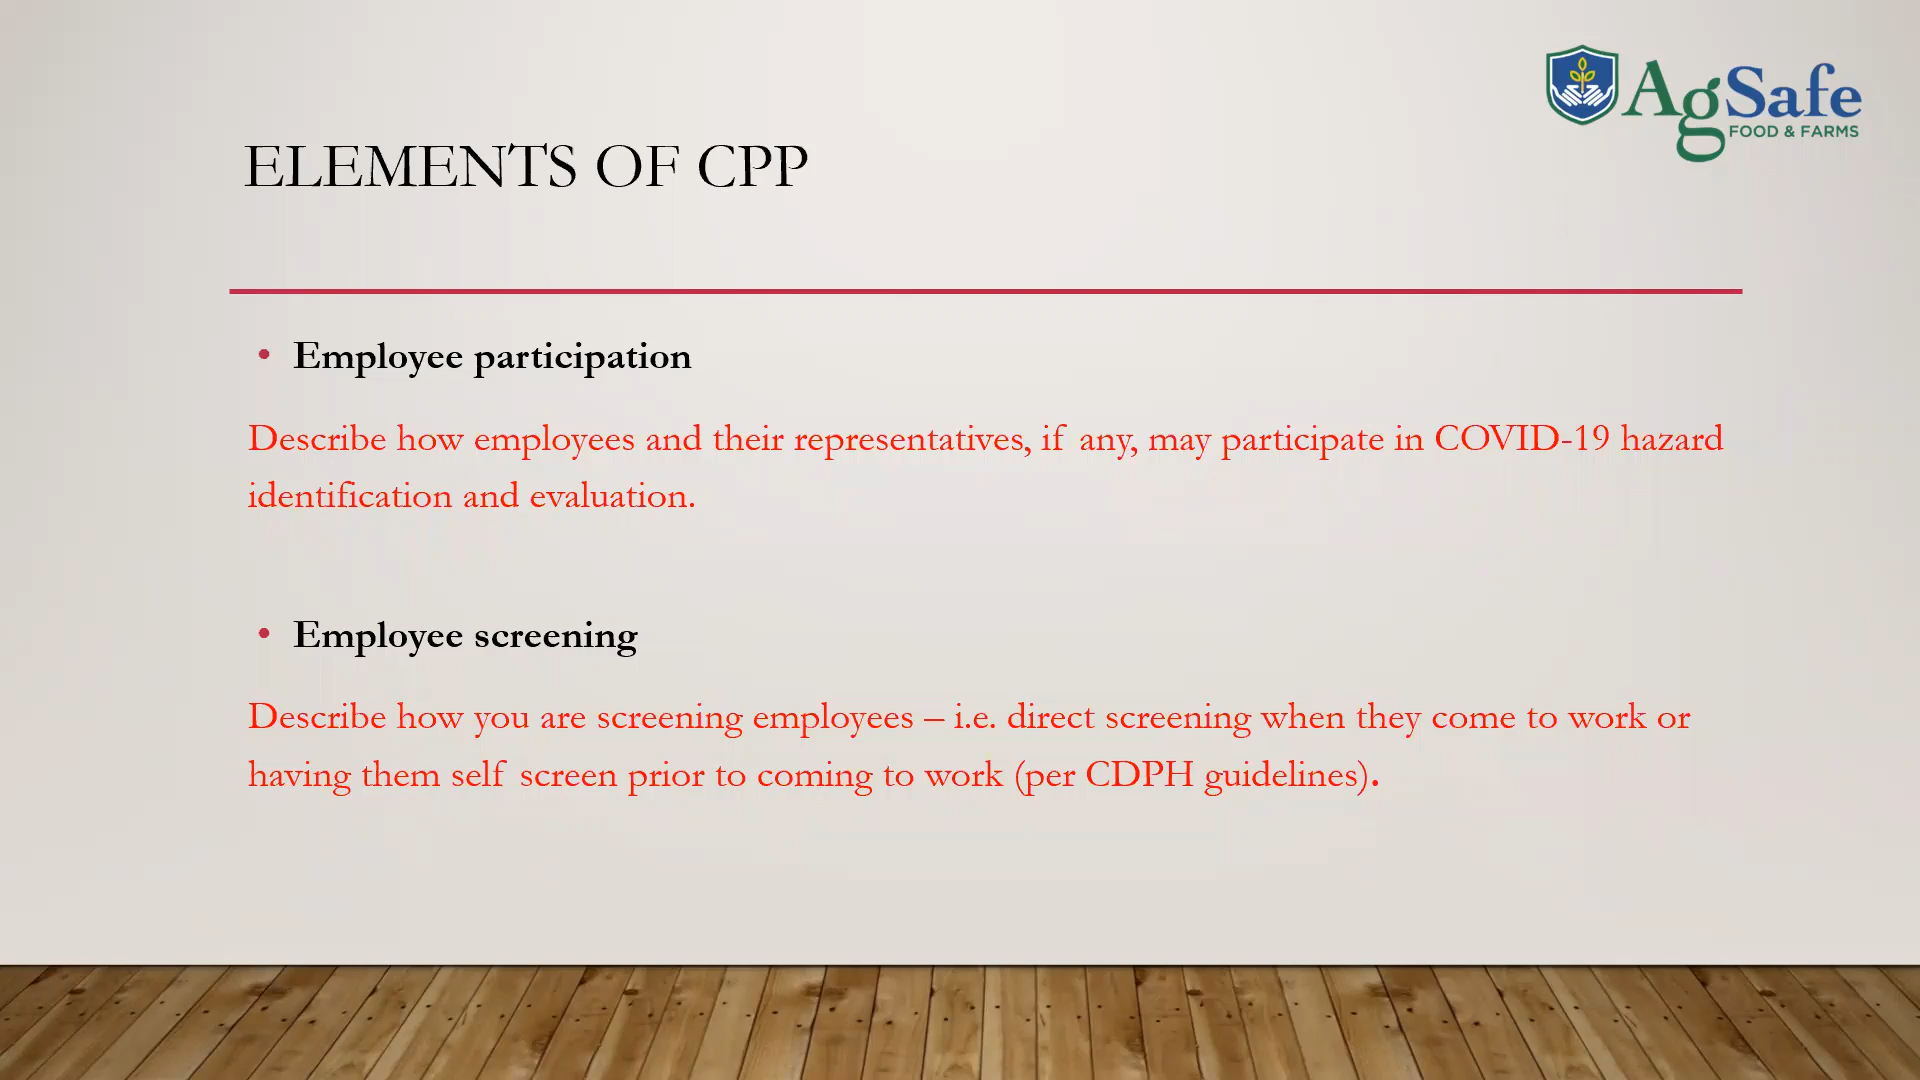 AgSafe
FOOD & FARMS
ELEMENTS OF CPP
• Employee participation
Describe how employees and their representatives, if any, may participate in COVID-19 hazard
identification and evaluation.
• Employee screening
Describe how you are screening employees – i.e. direct screening when they come to work or
having them self screen prior to coming to work (per CDPH guidelines).